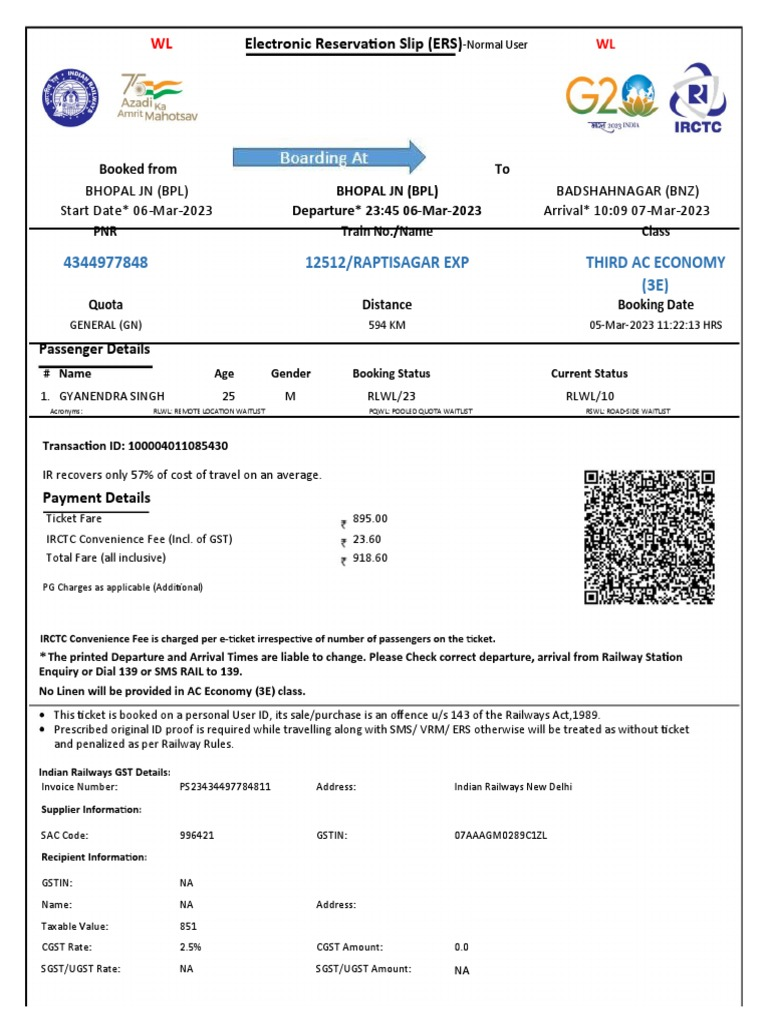 WL Electronic Reservation Slip (ERS)-Normal User WL
INDIAN RAILWAYS
75 Azadi Ka Amrit Mahotsav
G20 भारत 2023 INDIA
IRCTC
Booked from Boarding At To
BHOPAL JN (BPL) BHOPAL JN (BPL) BADSHAHNAGAR (BNZ)
Start Date* 06-Mar-2023 Departure* 23:45 06-Mar-2023 Arrival* 10:09 07-Mar-2023
PNR Train No./Name Class
4344977848 12512/RAPTISAGAR EXP THIRD AC ECONOMY
(3E)
Quota Distance Booking Date
GENERAL (GN) 594 KM 05-Mar-2023 11:22:13 HRS
Passenger Details
# Name Age Gender Booking Status Current Status
1. GYANENDRA SINGH 25 M RLWL/23 RLWL/10
Acronyms: RLWL: REMOTE LOCATION WAITLIST PQWL: POOLED QUOTA WAITLIST RSWL: ROAD-SIDE WAITLIST
Transaction ID: 100004011085430
IR recovers only 57% of cost of travel on an average.
Payment Details
Ticket Fare ₹ 895.00
IRCTC Convenience Fee (Incl. of GST) ₹ 23.60
Total Fare (all inclusive) ₹ 918.60
PG Charges as applicable (Additional)
IRCTC Convenience Fee is charged per e-ticket irrespective of number of passengers on the ticket.
* The printed Departure and Arrival Times are liable to change. Please Check correct departure, arrival from Railway Station
Enquiry or Dial 139 or SMS RAIL to 139.
No Linen will be provided in AC Economy (3E) class.
• This ticket is booked on a personal User ID, its sale/purchase is an offence u/s 143 of the Railways Act,1989.
• Prescribed original ID proof is required while travelling along with SMS/ VRM/ ERS otherwise will be treated as without ticket
and penalized as per Railway Rules.
Indian Railways GST Details:
Invoice Number: PS23434497784811 Address: Indian Railways New Delhi
Supplier Information:
SAC Code: 996421 GSTIN: 07AAAGM0289C1ZL
Recipient Information:
GSTIN: NA
Name: NA Address:
Taxable Value: 851
CGST Rate: 2.5% CGST Amount: 0.0
SGST/UGST Rate: NA SGST/UGST Amount: NA